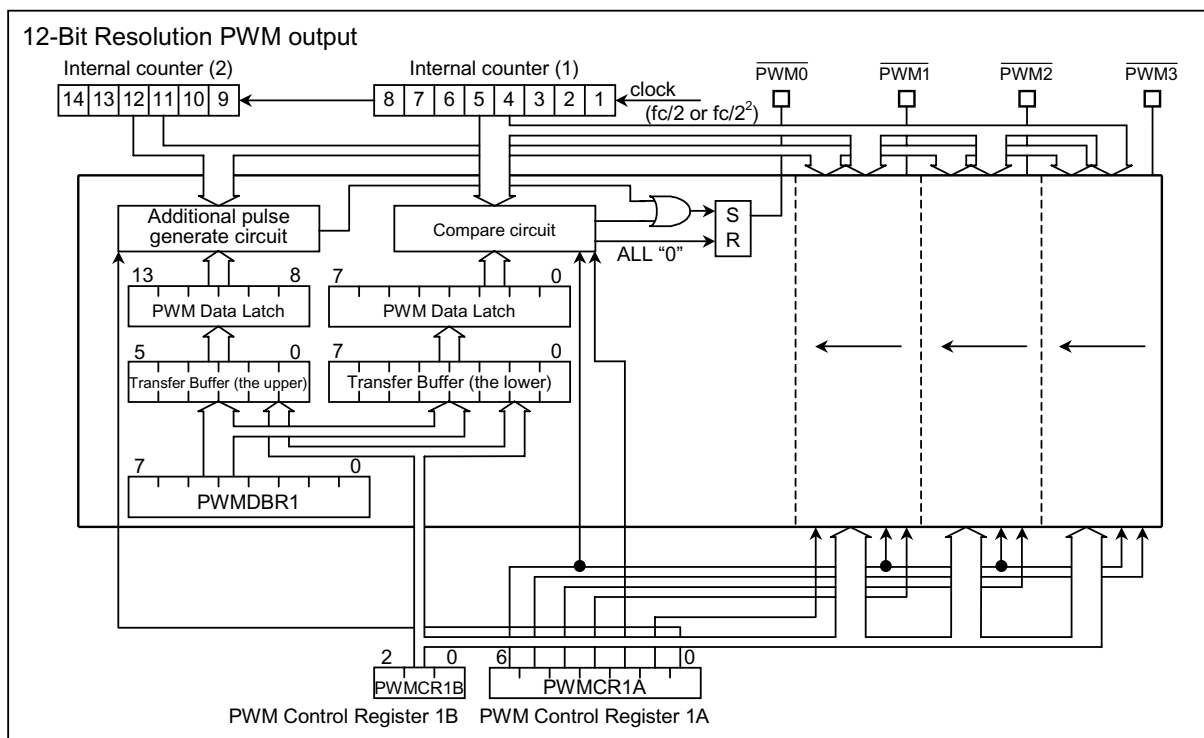 12-Bit Resolution PWM output
Internal counter (2)
Internal counter (1)
PWM0
PWM1
PWM2
PWM3
14 13 12 11 10 9
8 7 6 5 4 3 2 1
clock
(fc/2 or fc/2²)
Additional pulse
generate circuit
Compare circuit
S
R
ALL “0”
13 8
7 0
PWM Data Latch
PWM Data Latch
5 0
7 0
Transfer Buffer (the upper)
Transfer Buffer (the lower)
7 0
PWMDBR1
2 0
6 0
PWMCR1B
PWMCR1A
PWM Control Register 1B
PWM Control Register 1A